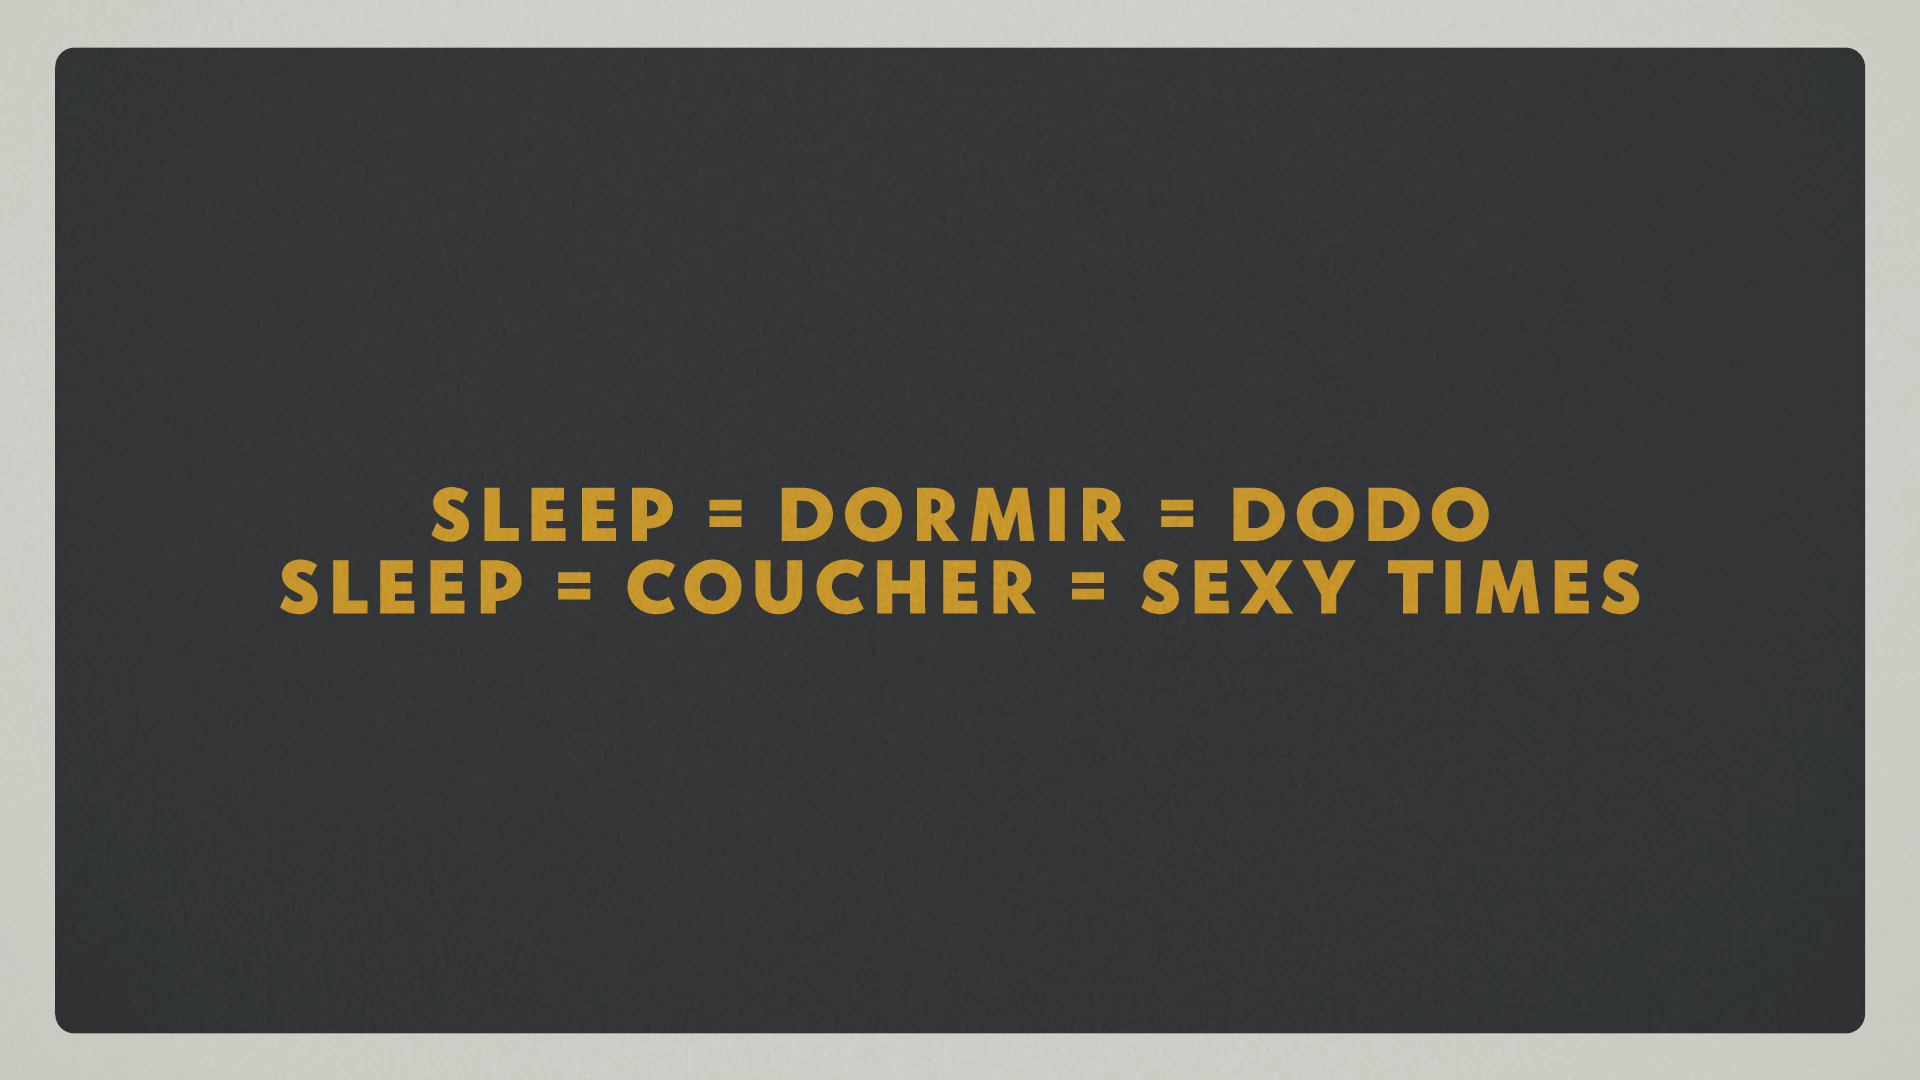 SLEEP = DORMIR = DODO
SLEEP = COUCHER = SEXY TIMES